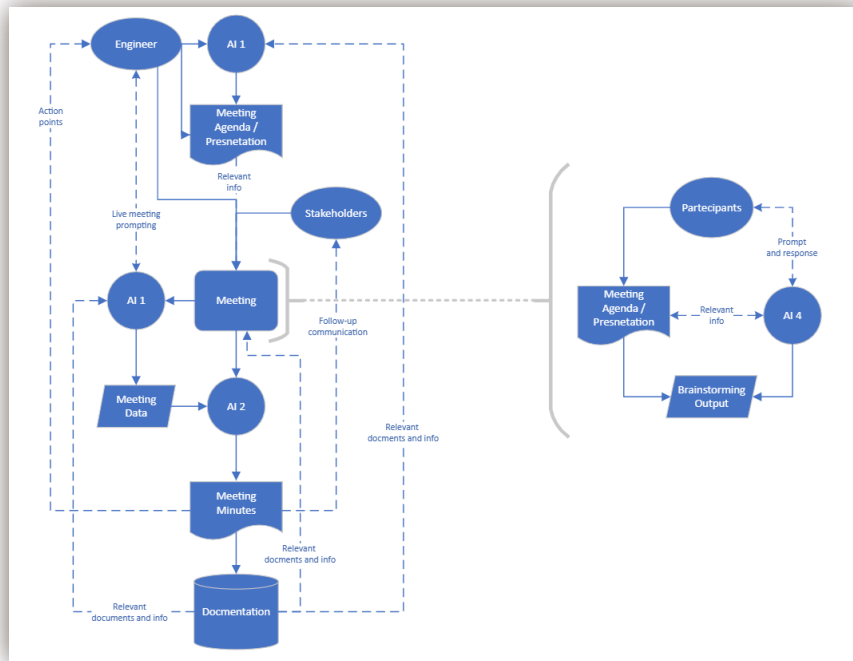 Engineer
AI 1
Action
points
Meeting
Agenda /
Presnetation
Relevant
info
Stakeholders
Partecipants
Live meeting
prompting
Prompt
and response
AI 1
Meeting
Meeting
Agenda /
Presnetation
Relevant
info
AI 4
Follow-up
communication
Meeting
Data
AI 2
Brainstorming
Output
Relevant
docments and info
Meeting
Minutes
Relevant
docments and info
Relevant
documents and info
Docmentation